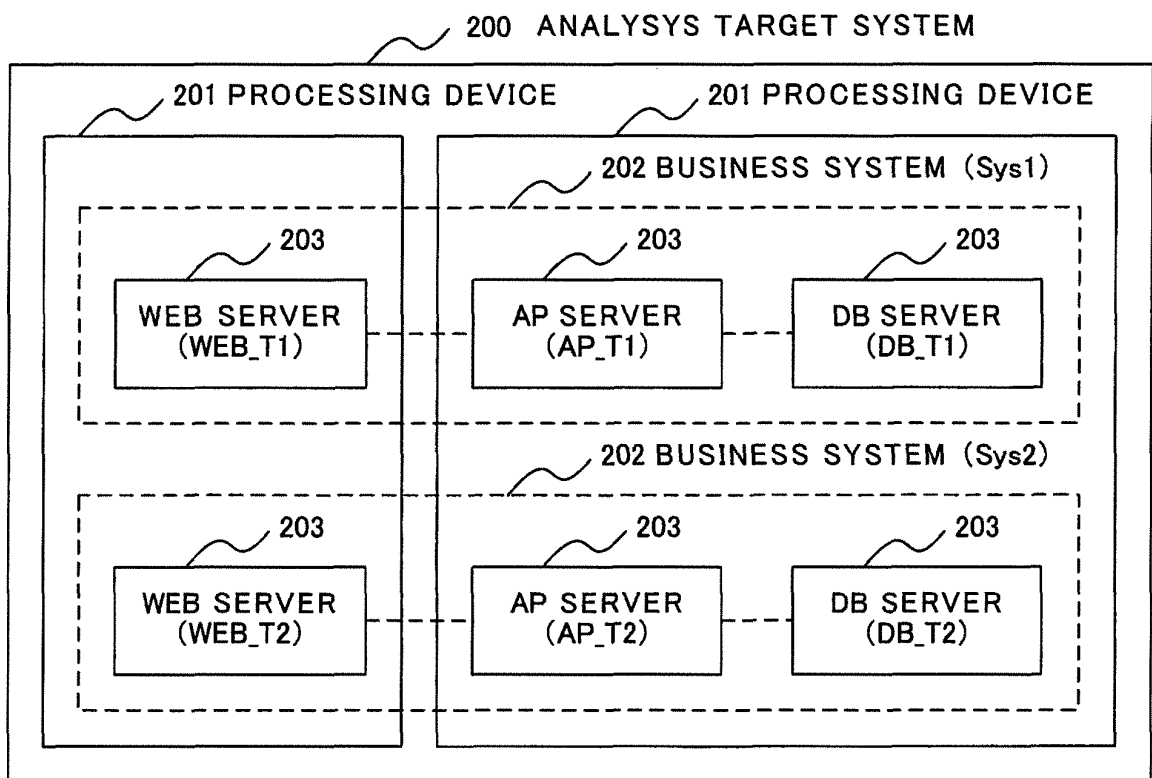 200 ANALYSYS TARGET SYSTEM
201 PROCESSING DEVICE
201 PROCESSING DEVICE
202 BUSINESS SYSTEM (Sys1)
203
203
203
WEB SERVER
(WEB_T1)
AP SERVER
(AP_T1)
DB SERVER
(DB_T1)
202 BUSINESS SYSTEM (Sys2)
203
203
203
WEB SERVER
(WEB_T2)
AP SERVER
(AP_T2)
DB SERVER
(DB_T2)